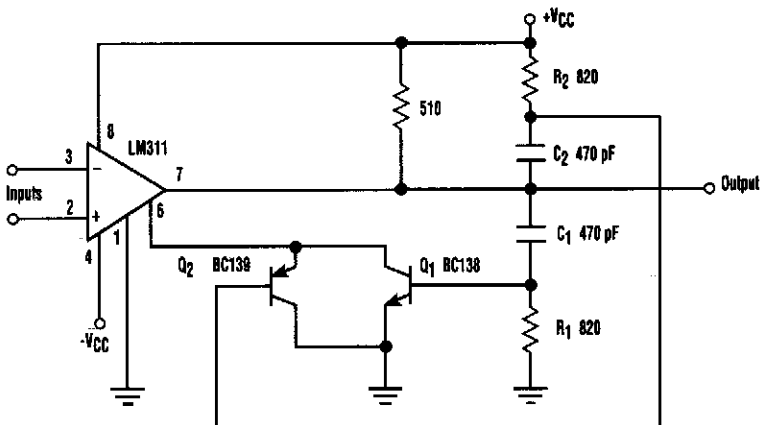 +VCC
R2 820
8
LM311
510
3
7
C2 470 pF
Inputs
−
Output
2
+
6
1
C1 470 pF
4
Q2 BC139
Q1 BC138
R1 820
-VCC